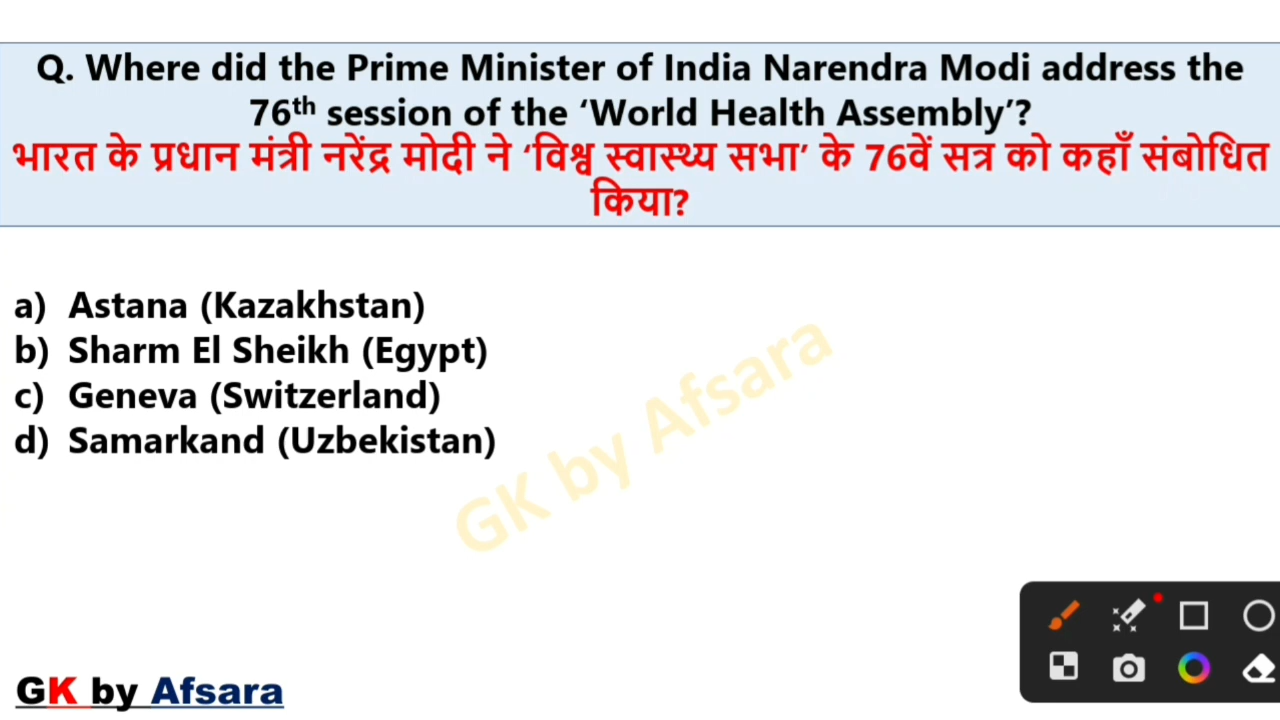 Q. Where did the Prime Minister of India Narendra Modi address the
76th session of the ‘World Health Assembly’?
भारत के प्रधान मंत्री नरेंद्र मोदी ने ‘विश्व स्वास्थ्य सभा’ के 76वें सत्र को कहाँ संबोधित
किया?
a) Astana (Kazakhstan)
b) Sharm El Sheikh (Egypt)
c) Geneva (Switzerland)
d) Samarkand (Uzbekistan)
GK by Afsara
GK by Afsara